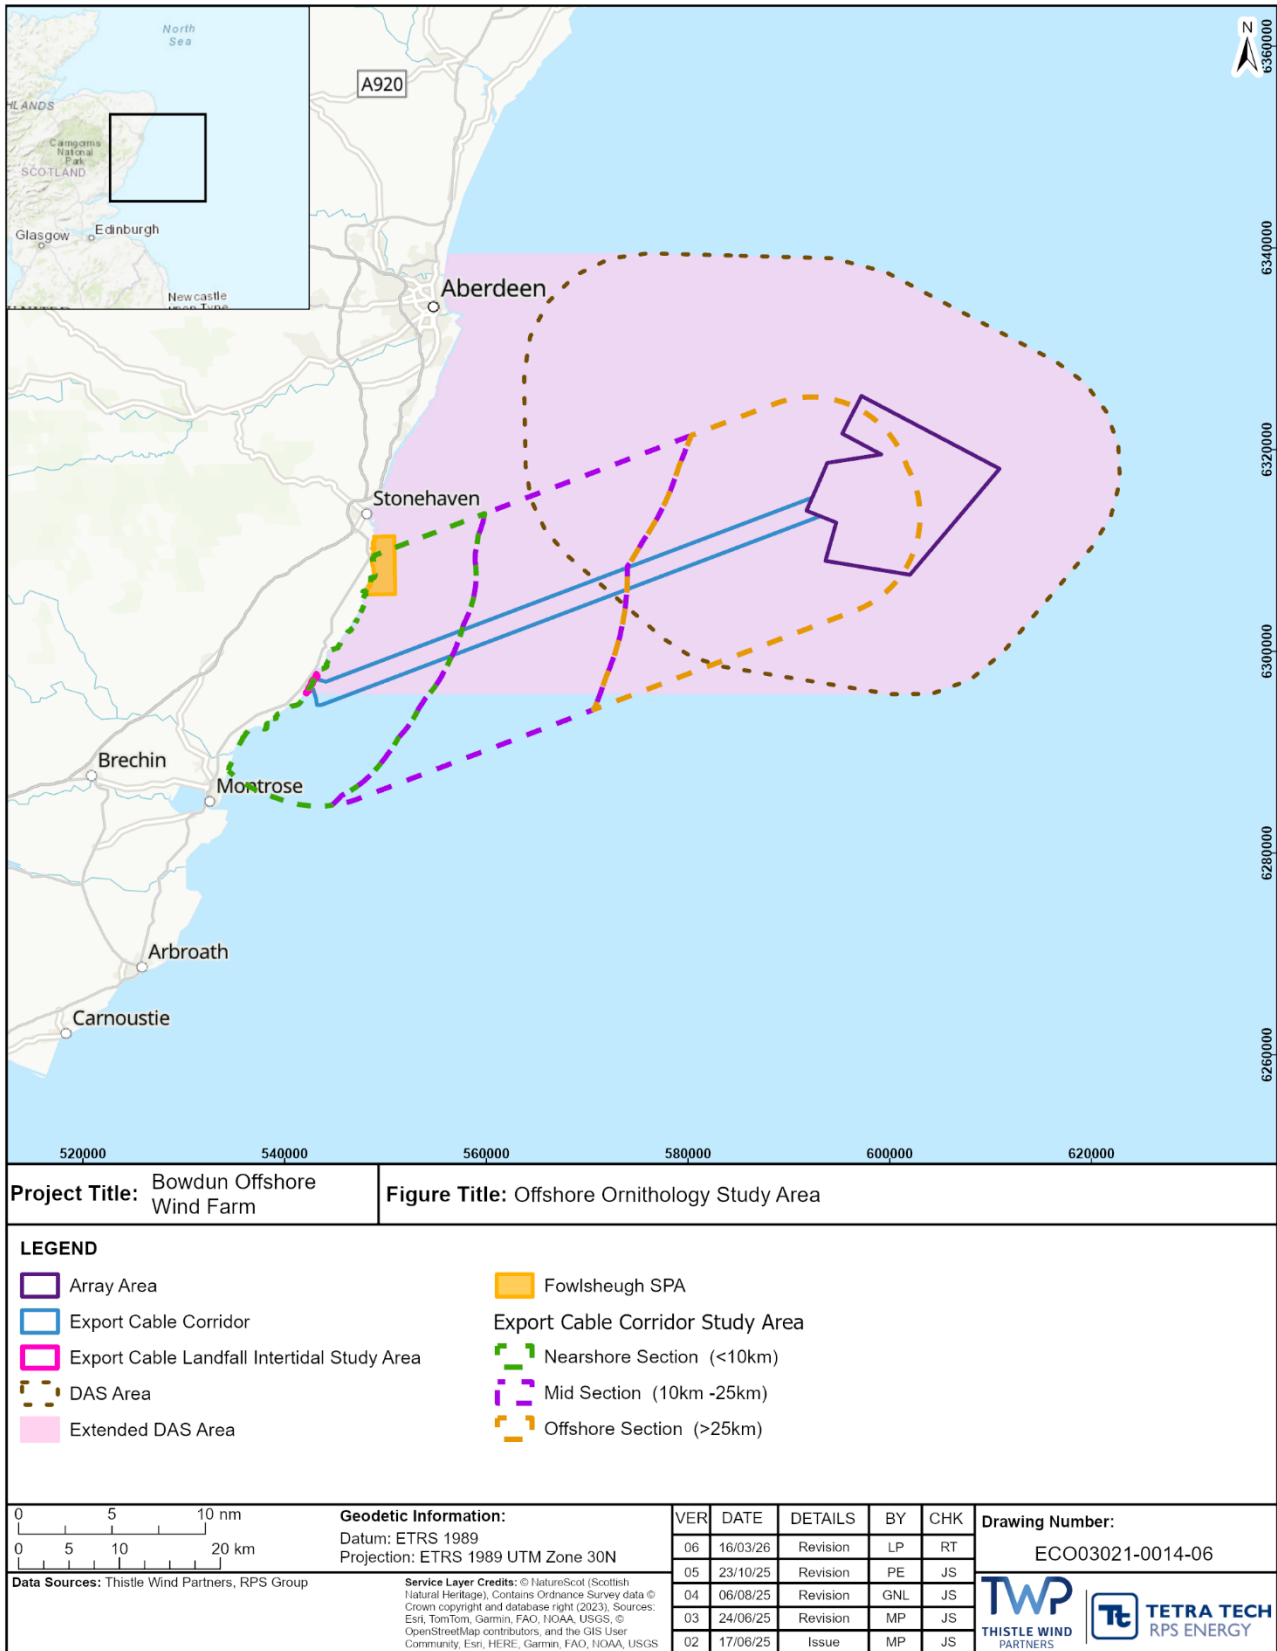 North
Sea
HLANDS
Cairngorms
National
Park
SCOTLAND
Glasgow
Edinburgh
Newcastle
upon Tyne
A920
N
Aberdeen
Stonehaven
Brechin
Montrose
Arbroath
Carnoustie
6360000
6340000
6320000
6300000
6280000
6260000
520000 540000 560000 580000 600000 620000
Project Title: Bowdun Offshore
Wind Farm
Figure Title: Offshore Ornithology Study Area
LEGEND
Array Area
Export Cable Corridor
Export Cable Landfall Intertidal Study Area
DAS Area
Extended DAS Area
Fowlsheugh SPA
Export Cable Corridor Study Area
Nearshore Section (<10km)
Mid Section (10km -25km)
Offshore Section (>25km)
0 5 10 nm
0 5 10 20 km
Geodetic Information:
Datum: ETRS 1989
Projection: ETRS 1989 UTM Zone 30N
Data Sources: Thistle Wind Partners, RPS Group
Service Layer Credits: © NatureScot (Scottish
Natural Heritage), Contains Ordnance Survey data ©
Crown copyright and database right (2023), Sources:
Esri, TomTom, Garmin, FAO, NOAA, USGS, ©
OpenStreetMap contributors, and the GIS User
Community, Esri, HERE, Garmin, FAO, NOAA, USGS
VER DATE DETAILS BY CHK
06 16/03/26 Revision LP RT
05 23/10/25 Revision PE JS
04 06/08/25 Revision GNL JS
03 24/06/25 Revision MP JS
02 17/06/25 Issue MP JS
Drawing Number:
ECO03021-0014-06
TWP
THISTLE WIND
PARTNERS
Tt
TETRA TECH
RPS ENERGY